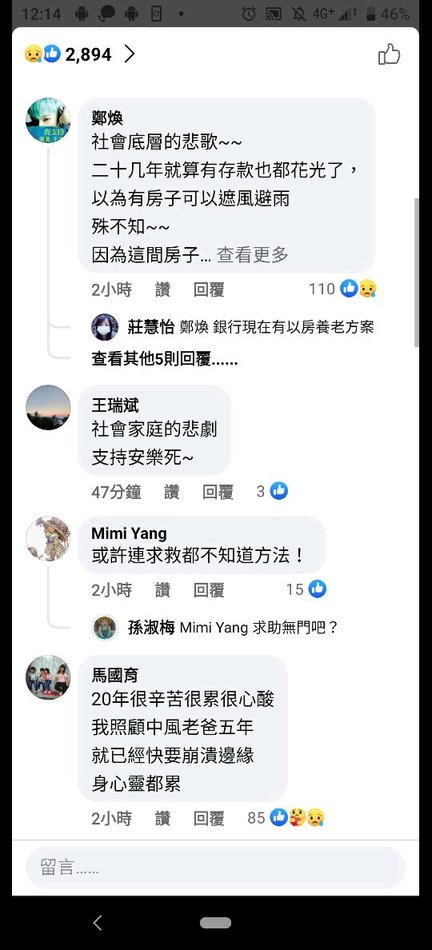 12:14
4G+ 46%
2,894
鄭煥
社會底層的悲歌~~
二十几年就算有存款也都花光了，
以為有房子可以遮風避雨
殊不知~~
因為這間房子... 查看更多
2小時 讚 回覆 110
莊慧怡 鄭煥 銀行現在有以房養老方案
查看其他5則回覆......
王瑞斌
社會家庭的悲劇
支持安樂死~
47分鐘 讚 回覆 3
Mimi Yang
或許連求救都不知道方法！
2小時 讚 回覆 15
孫淑梅 Mimi Yang 求助無門吧？
馬國育
20年很辛苦很累很心酸
我照顧中風老爸五年
就已經快要崩潰邊緣
身心靈都累
2小時 讚 回覆 85
留言......